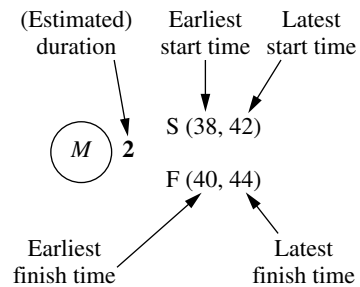 (Estimated)
duration
Earliest
start time
Latest
start time
M 2
S (38, 42)
F (40, 44)
Earliest
finish time
Latest
finish time